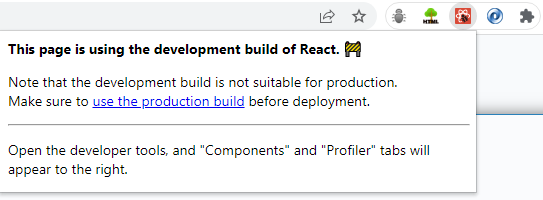 HTML
This page is using the development build of React. 🚧
Note that the development build is not suitable for production.
Make sure to use the production build before deployment.
Open the developer tools, and "Components" and "Profiler" tabs will
appear to the right.